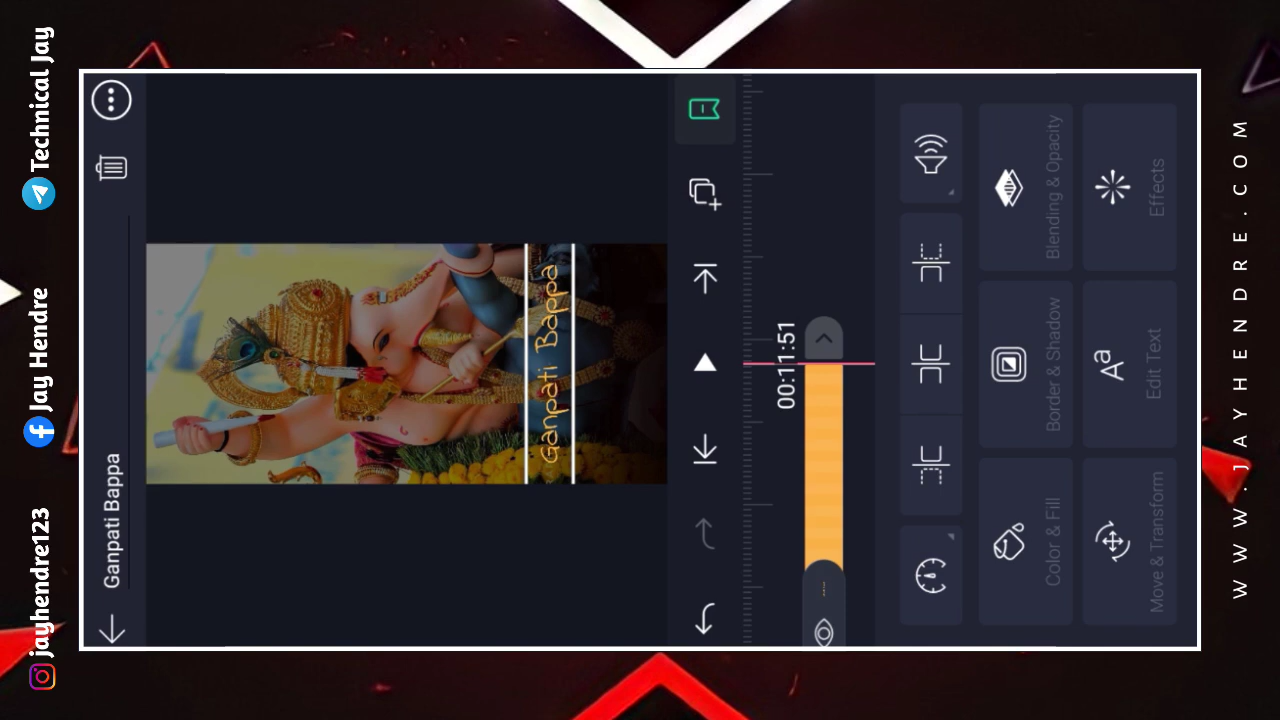 Technical Jay
Jay Hendre
jayhendre123
Ganpati Bappa
Ganpati Bappa
00:11:51
Blending & Opacity
Border & Shadow
Color & Fill
Effects
Aa
Edit Text
Move & Transform
WWW.JAYHENDRE.COM